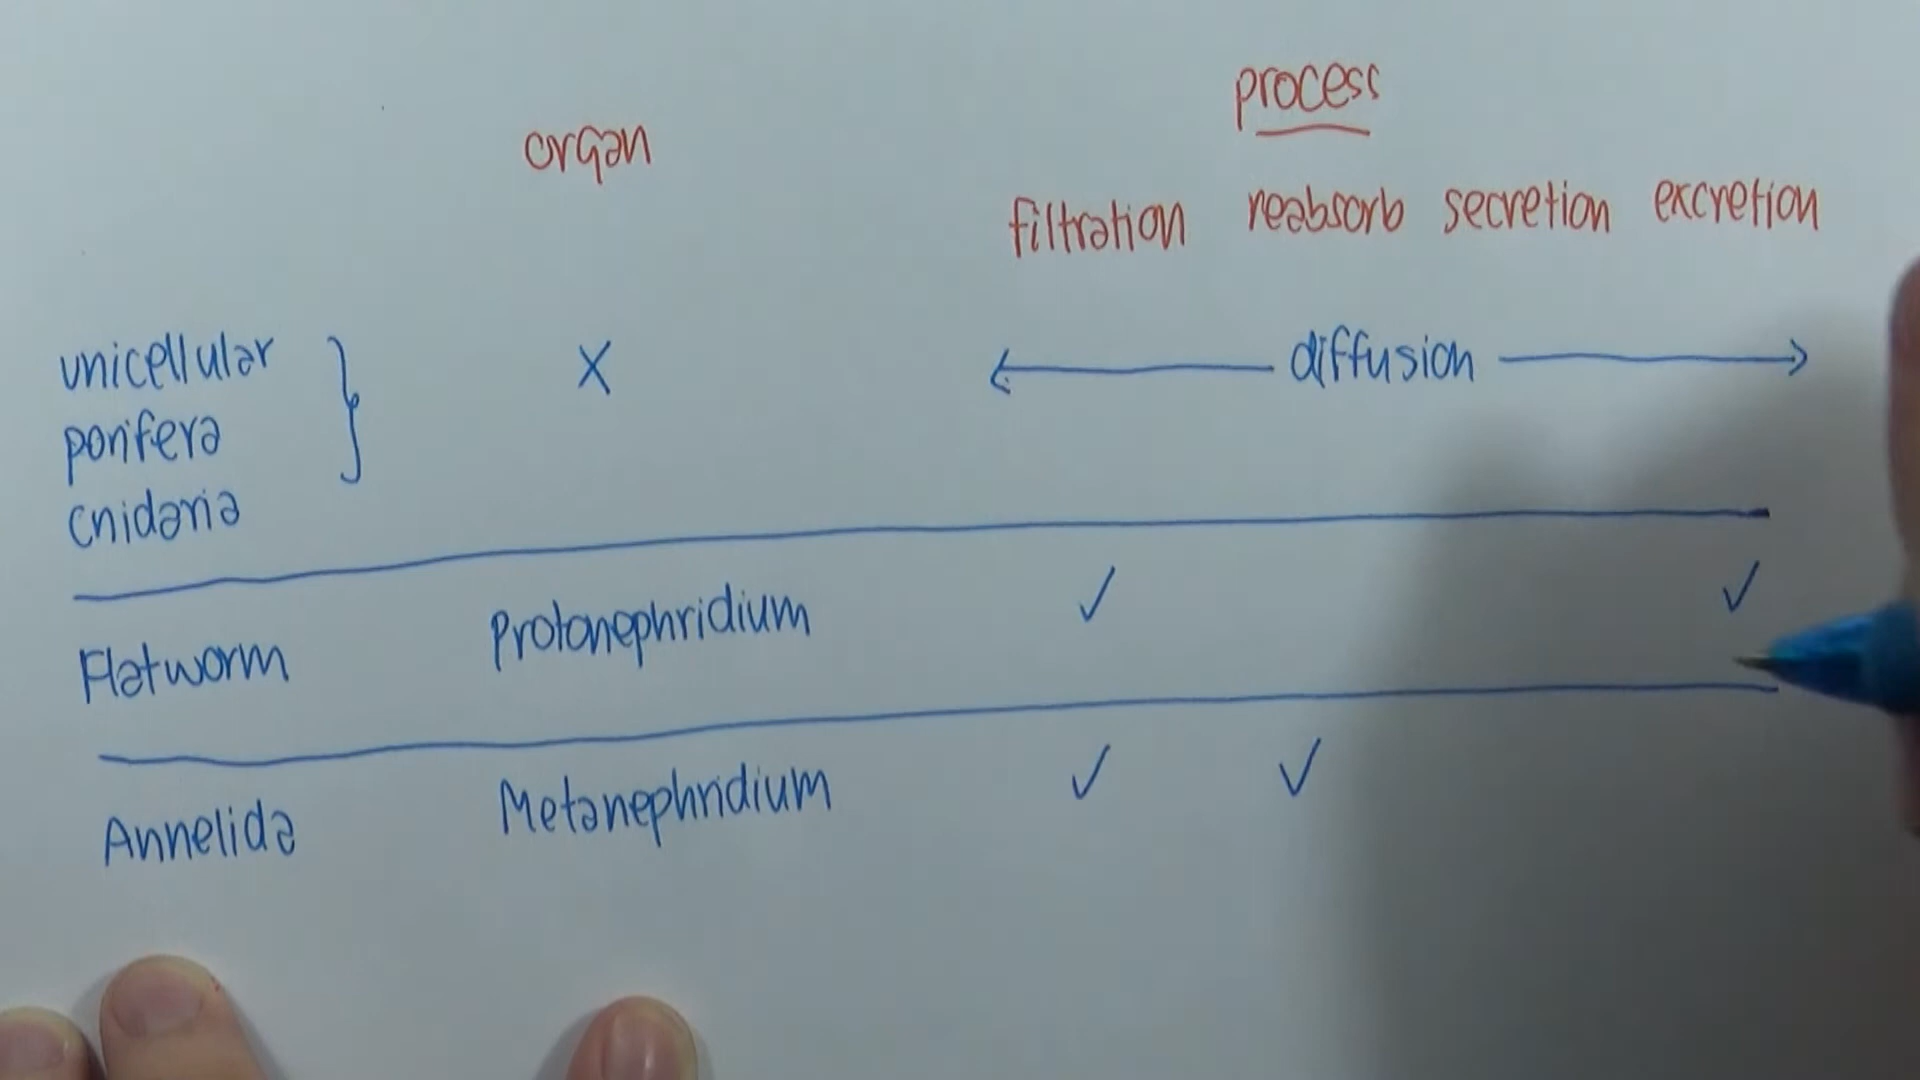 process
organ
filtration reabsorb secretion excretion
unicellular } X ← diffusion →
porifera
cnidaria
Flatworm Protonephridium ✓ ✓
Annelida Metanephridium ✓ ✓